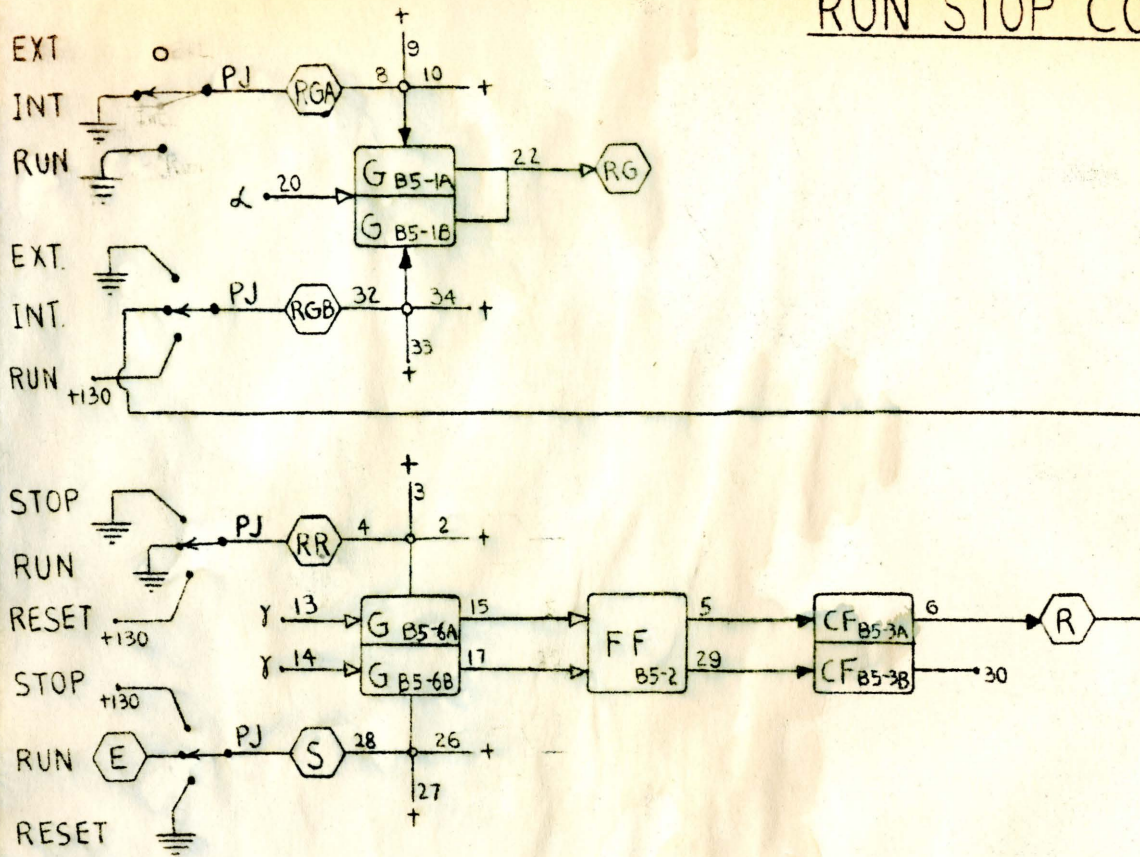 RUN STOP CO
EXT
9
PJ
RGA
8
10
+
+
INT
RUN
G B5-1A
22
RG
α
20
G B5-1B
EXT.
INT.
PJ
RGB
32
34
+
33
+
RUN
+130
+
3
STOP
PJ
RR
4
2
+
RUN
RESET
+130
γ
13
G B5-6A
15
FF
B5-2
5
CF B5-3A
6
R
γ
14
G B5-6B
17
29
CF B5-3B
30
STOP
+130
RUN
E
PJ
S
28
26
+
27
+
RESET